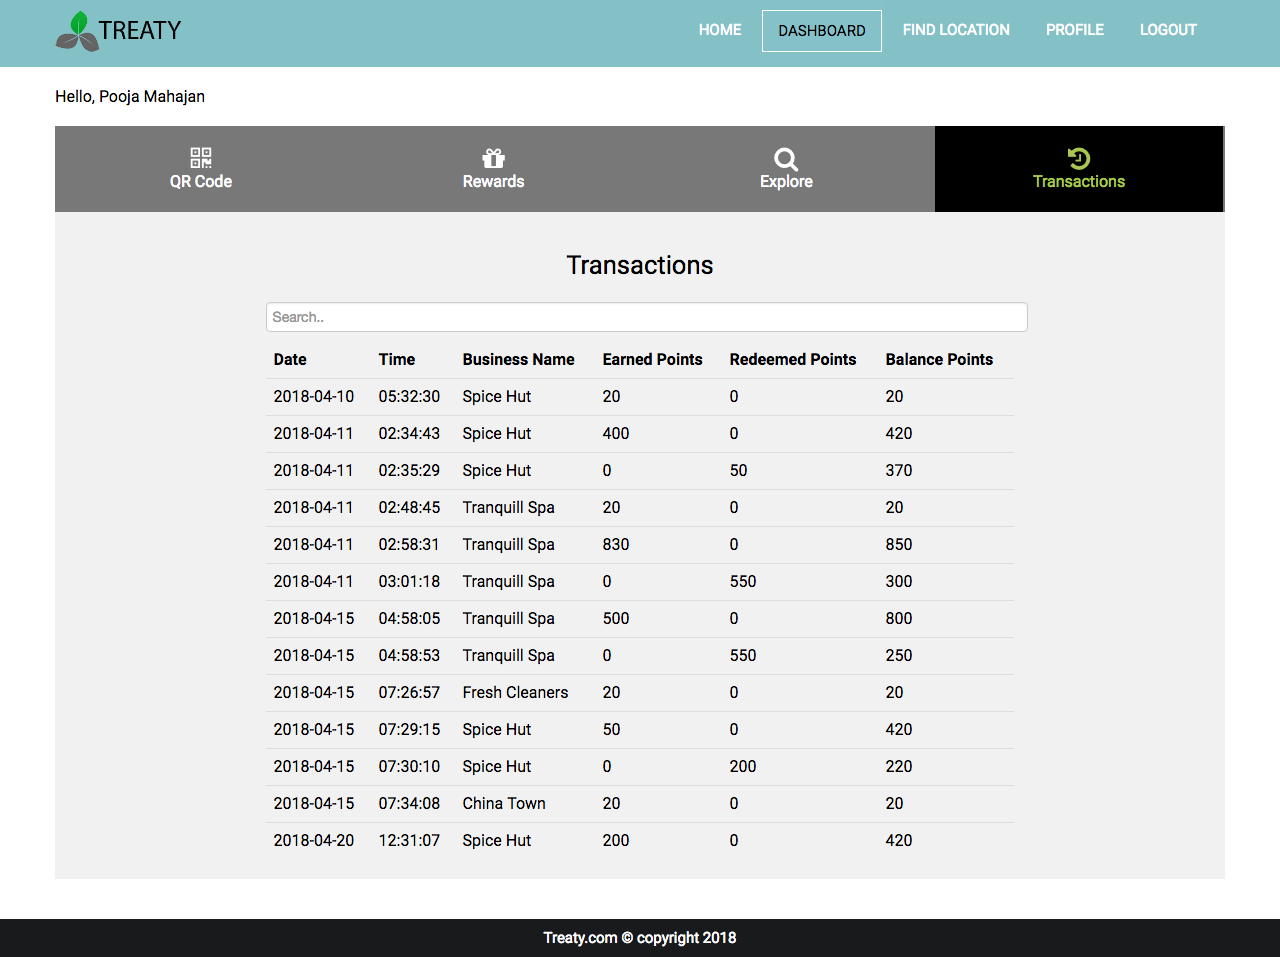 TREATY HOME DASHBOARD FIND LOCATION PROFILE LOGOUT
Hello, Pooja Mahajan
QR Code Rewards Explore Transactions
Transactions
Search..
Date Time Business Name Earned Points Redeemed Points Balance Points
2018-04-10 05:32:30 Spice Hut 20 0 20
2018-04-11 02:34:43 Spice Hut 400 0 420
2018-04-11 02:35:29 Spice Hut 0 50 370
2018-04-11 02:48:45 Tranquill Spa 20 0 20
2018-04-11 02:58:31 Tranquill Spa 830 0 850
2018-04-11 03:01:18 Tranquill Spa 0 550 300
2018-04-15 04:58:05 Tranquill Spa 500 0 800
2018-04-15 04:58:53 Tranquill Spa 0 550 250
2018-04-15 07:26:57 Fresh Cleaners 20 0 20
2018-04-15 07:29:15 Spice Hut 50 0 420
2018-04-15 07:30:10 Spice Hut 0 200 220
2018-04-15 07:34:08 China Town 20 0 20
2018-04-20 12:31:07 Spice Hut 200 0 420
Treaty.com © copyright 2018